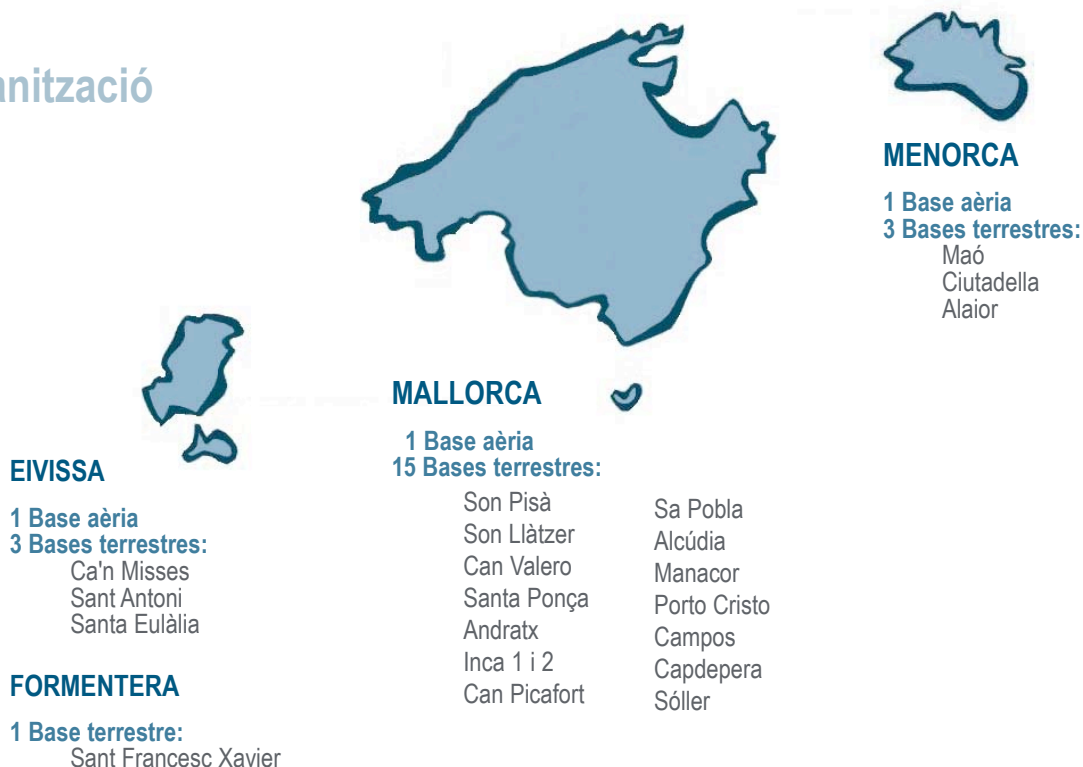 anització
MENORCA
1 Base aèria
3 Bases terrestres:
Maó
Ciutadella
Alaior
MALLORCA
1 Base aèria
15 Bases terrestres:
Son Pisà
Son Llàtzer
Can Valero
Santa Ponça
Andratx
Inca 1 i 2
Can Picafort
Sa Pobla
Alcúdia
Manacor
Porto Cristo
Campos
Capdepera
Sóller
EIVISSA
1 Base aèria
3 Bases terrestres:
Ca'n Misses
Sant Antoni
Santa Eulàlia
FORMENTERA
1 Base terrestre:
Sant Francesc Xavier